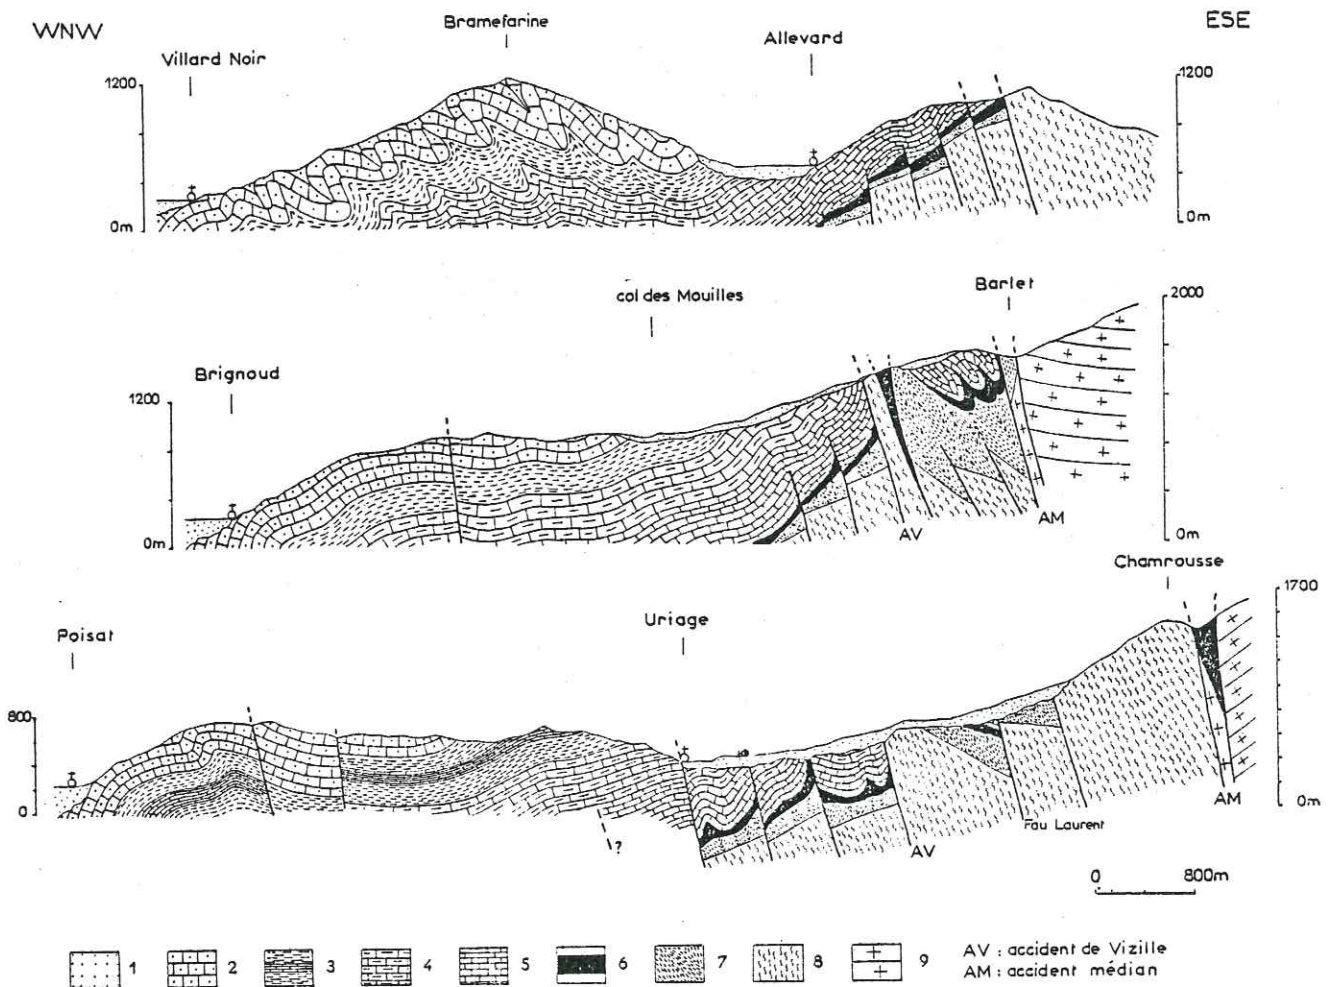 WNW
Bramefarine
ESE
Villard Noir
Allevard
1200
1200
0m
0m
col des Mouilles
Barlet
2000
Brignoud
1200
0m
AV
AM
0m
Chamrousse
1700
Poisat
Uriage
800
0
?
AV
Fau Laurent
AM
0m
0 800m
1 2 3 4 5 6 7 8 9
AV : accident de Vizille
AM : accident médian